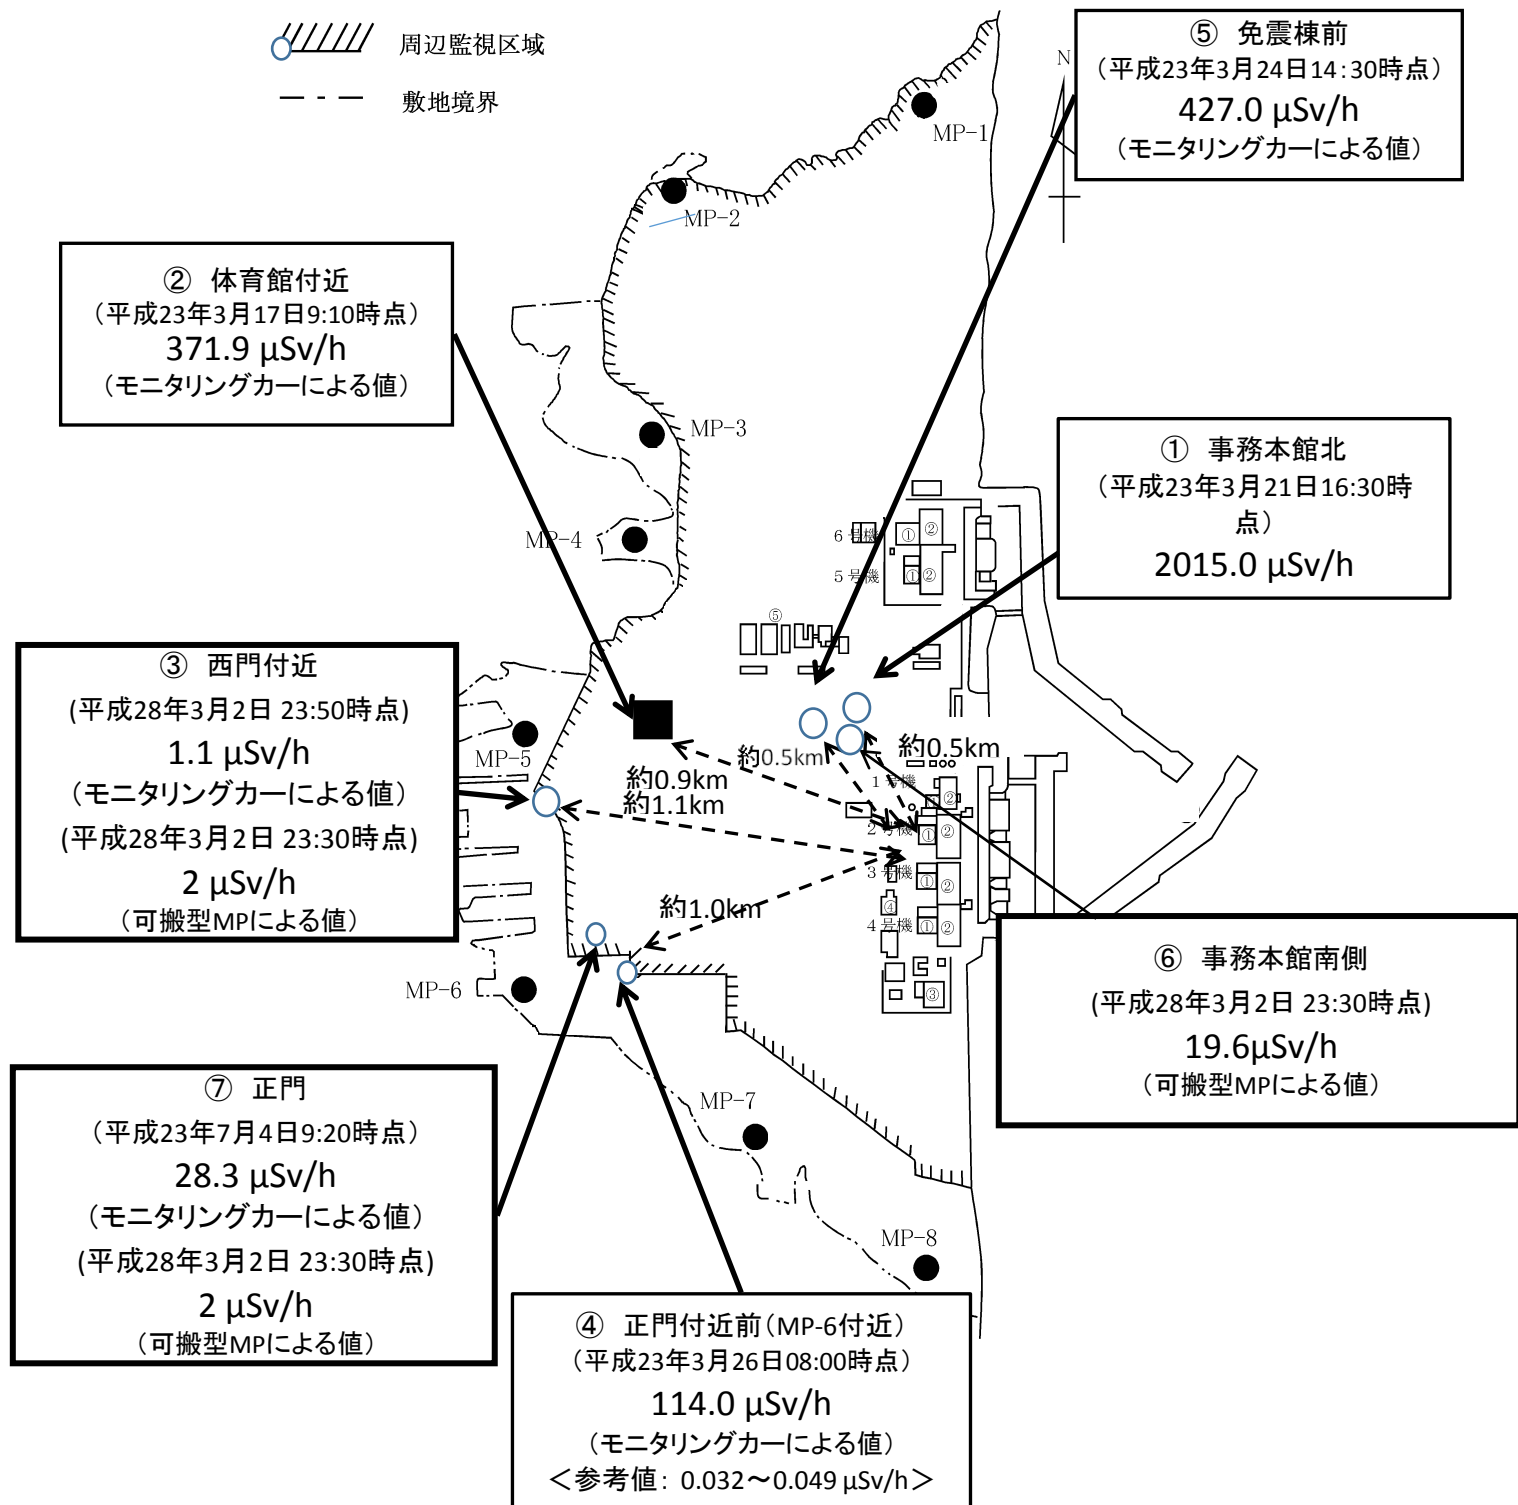 周辺監視区域
敷地境界
N
⑤ 免震棟前
（平成23年3月24日14:30時点）
427.0 μSv/h
（モニタリングカーによる値）
MP-1
MP-2
② 体育館付近
（平成23年3月17日9:10時点）
371.9 μSv/h
（モニタリングカーによる値）
MP-3
① 事務本館北
（平成23年3月21日16:30時
点）
2015.0 μSv/h
MP-4
６号機
① ②
５号機
① ②
⑤
③ 西門付近
(平成28年3月2日 23:50時点)
1.1 μSv/h
（モニタリングカーによる値）
(平成28年3月2日 23:30時点)
2 μSv/h
（可搬型MPによる値）
MP-5
約0.5km
約0.5km
約0.9km
約1.1km
１号機
① ②
２号機
① ②
３号機
① ②
④
４号機
① ②
約1.0km
③
MP-6
⑥ 事務本館南側
(平成28年3月2日 23:30時点)
19.6μSv/h
（可搬型MPによる値）
⑦ 正門
（平成23年7月4日9:20時点）
28.3 μSv/h
（モニタリングカーによる値）
(平成28年3月2日 23:30時点)
2 μSv/h
（可搬型MPによる値）
MP-7
MP-8
④ 正門付近前（MP-6付近）
（平成23年3月26日08:00時点）
114.0 μSv/h
（モニタリングカーによる値）
＜参考値： 0.032～0.049 μSv/h＞